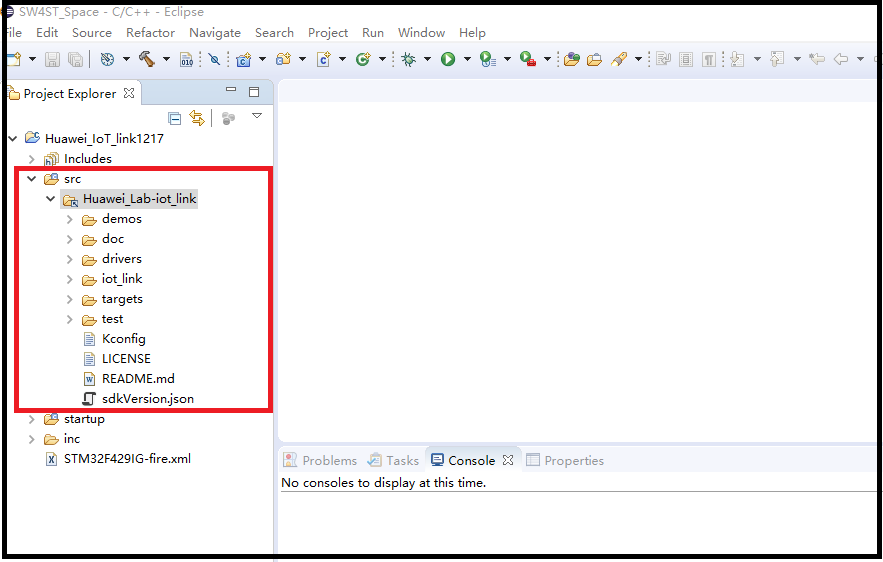 SW4ST_Space - C/C++ - Eclipse
File Edit Source Refactor Navigate Search Project Run Window Help
010
Project Explorer
Huawei_IoT_link1217
Includes
src
Huawei_Lab-iot_link
demos
doc
drivers
iot_link
targets
test
Kconfig
LICENSE
README.md
sdkVersion.json
startup
inc
STM32F429IG-fire.xml
Problems Tasks Console Properties
No consoles to display at this time.